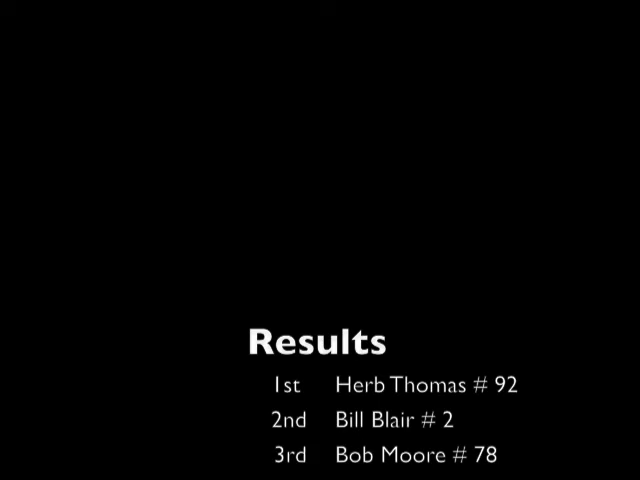 Results
1st Herb Thomas # 92
2nd Bill Blair # 2
3rd Bob Moore # 78